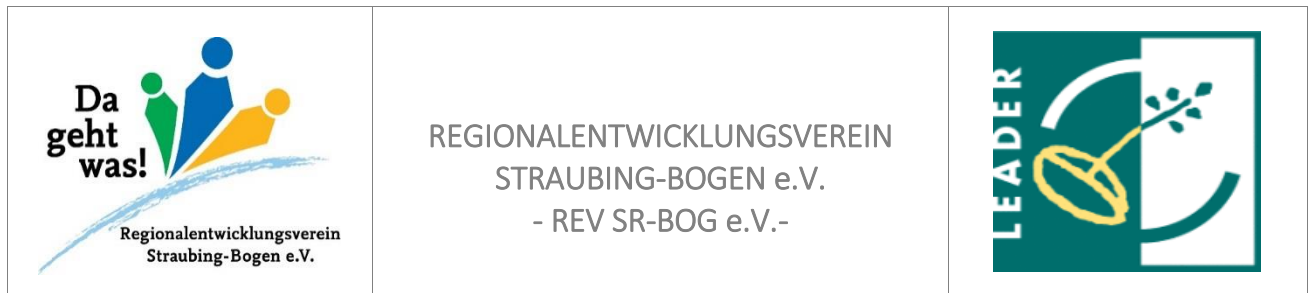 Da
geht
was!
Regionalentwicklungsverein
Straubing-Bogen e.V.
REGIONALENTWICKLUNGSVEREIN
STRAUBING-BOGEN e.V.
- REV SR-BOG e.V.-
LEADER